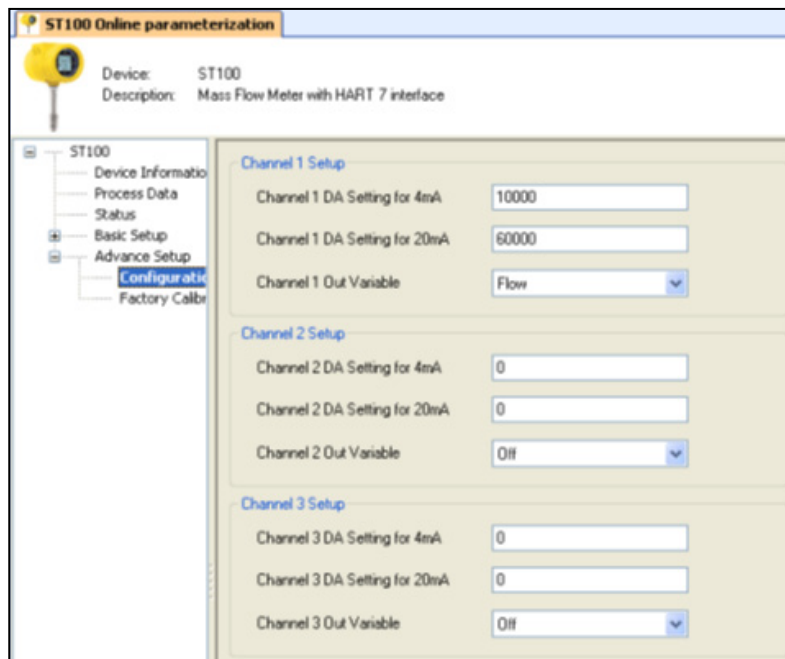 ST100 Online parameterization
Device: ST100
Description: Mass Flow Meter with HART 7 interface
ST100
Device Informatio
Process Data
Status
Basic Setup
Advance Setup
Configuratio
Factory Calibr
Channel 1 Setup
Channel 1 DA Setting for 4mA 10000
Channel 1 DA Setting for 20mA 60000
Channel 1 Out Variable Flow
Channel 2 Setup
Channel 2 DA Setting for 4mA 0
Channel 2 DA Setting for 20mA 0
Channel 2 Out Variable Off
Channel 3 Setup
Channel 3 DA Setting for 4mA 0
Channel 3 DA Setting for 20mA 0
Channel 3 Out Variable Off